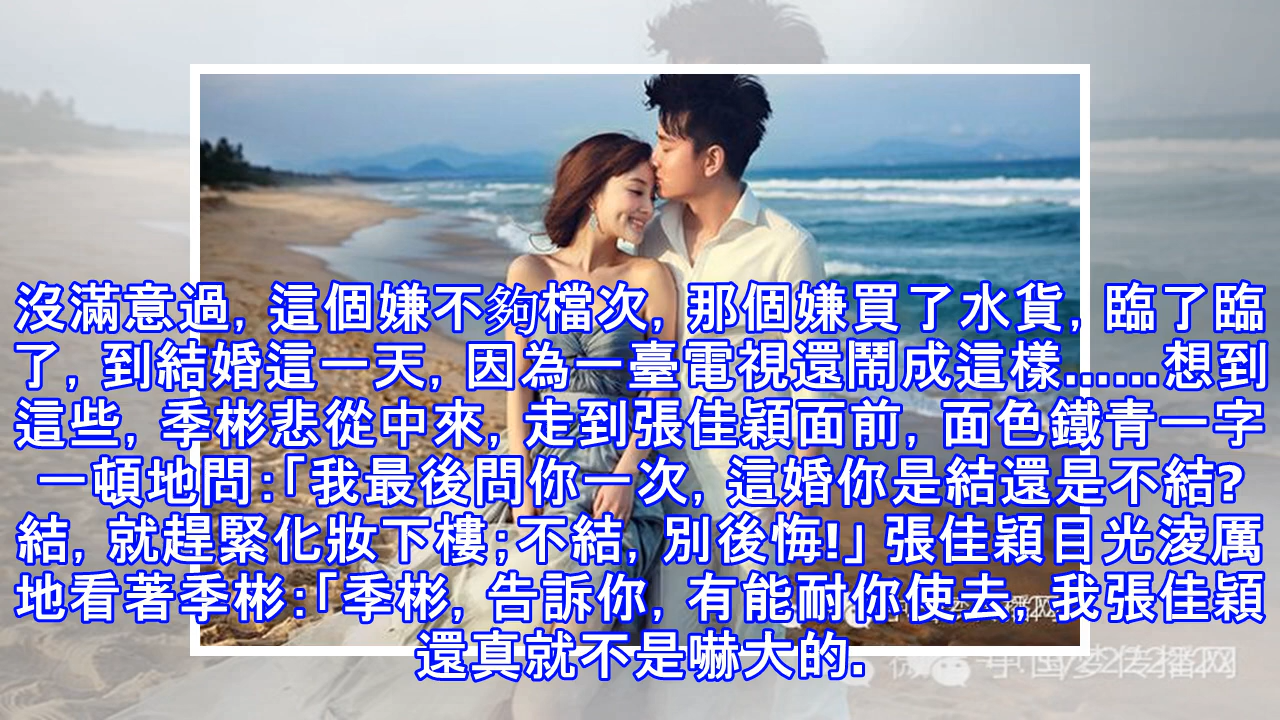 沒滿意過, 這個嫌不夠檔次, 那個嫌買了水貨, 臨了臨
了, 到結婚這一天, 因為一臺電視還鬧成這樣......想到
這些, 季彬悲從中來, 走到張佳穎面前, 面色鐵青一字
一頓地問:「我最後問你一次, 這婚你是結還是不結?
結, 就趕緊化妝下樓;不結, 別後悔!」張佳穎目光淩厲
地看著季彬:「季彬, 告訴你, 有能耐你使去, 我張佳穎
還真就不是嚇大的.